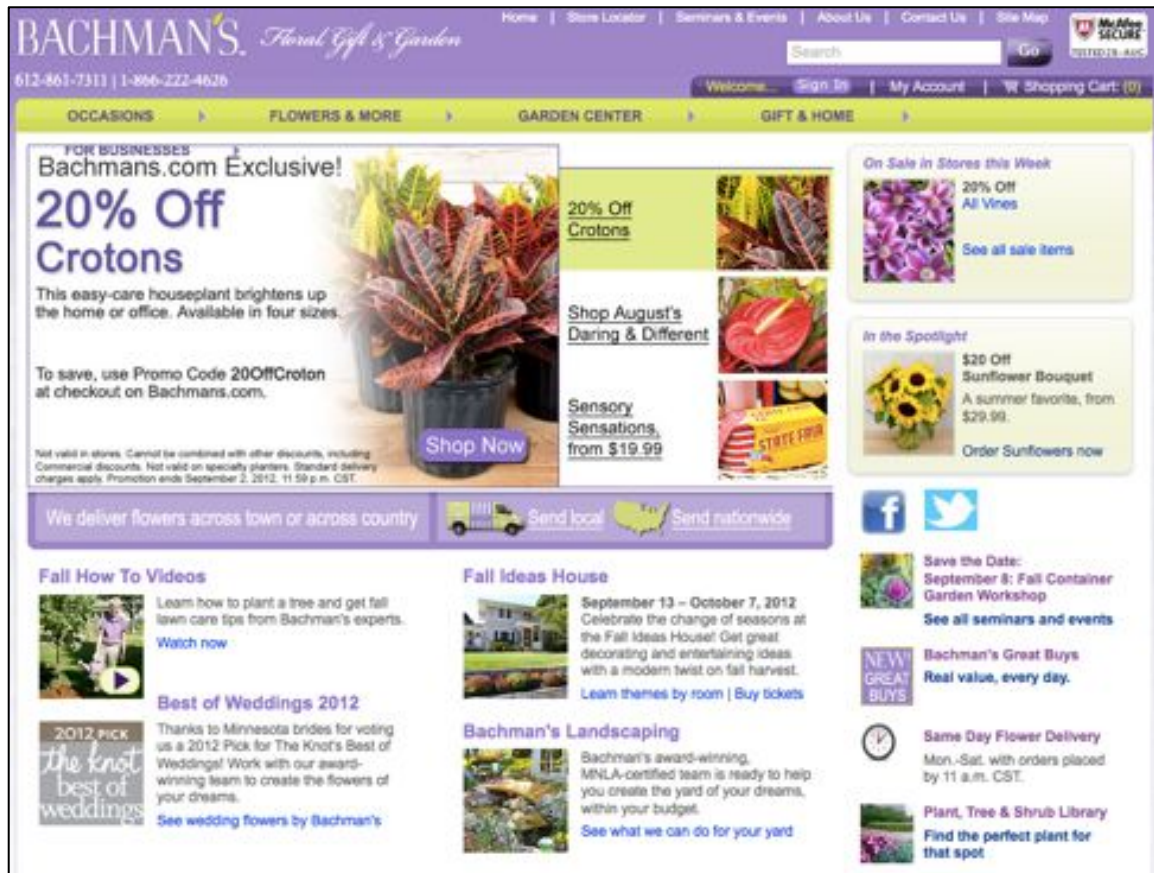 Home | Store Locator | Seminars & Events | About Us | Contact Us | Site Map
BACHMAN'S. Floral, Gift & Garden
McAfee
SECURE
Search
Go
TESTED 28-AUG
612-861-7311 | 1-866-222-4626
Welcome... Sign In | My Account | Shopping Cart: (0)
OCCASIONS
FLOWERS & MORE
GARDEN CENTER
GIFT & HOME
FOR BUSINESSES
Bachmans.com Exclusive!
20% Off
Crotons
This easy-care houseplant brightens up
the home or office. Available in four sizes.
To save, use Promo Code 20OffCroton
at checkout on Bachmans.com.
Not valid in stores. Cannot be combined with other discounts, including
Commercial discounts. Not valid on specialty planters. Standard delivery
charges apply. Promotion ends September 2, 2012, 11:59 p.m. CST.
Shop Now
20% Off
Crotons
Shop August's
Daring & Different
Sensory
Sensations,
from $19.99
STATE FAIR
On Sale in Stores this Week
20% Off
All Vines
See all sale items
In the Spotlight
$20 Off
Sunflower Bouquet
A summer favorite, from
$29.99.
Order Sunflowers now
We deliver flowers across town or across country
Send local
Send nationwide
Fall How To Videos
Learn how to plant a tree and get fall
lawn care tips from Bachman's experts.
Watch now
Best of Weddings 2012
2012 PICK
the knot
best of
weddings
Thanks to Minnesota brides for voting
us a 2012 Pick for The Knot's Best of
Weddings! Work with our award-
winning team to create the flowers of
your dreams.
See wedding flowers by Bachman's
Fall Ideas House
September 13 – October 7, 2012
Celebrate the change of seasons at
the Fall Ideas House! Get great
decorating and entertaining ideas
with a modern twist on fall harvest.
Learn themes by room | Buy tickets
Bachman's Landscaping
Bachman's award-winning,
MNLA-certified team is ready to help
you create the yard of your dreams,
within your budget.
See what we can do for your yard
Save the Date:
September 8: Fall Container
Garden Workshop
See all seminars and events
NEW!
GREAT
BUYS
Bachman's Great Buys
Real value, every day.
Same Day Flower Delivery
Mon.-Sat. with orders placed
by 11 a.m. CST.
Plant, Tree & Shrub Library
Find the perfect plant for
that spot